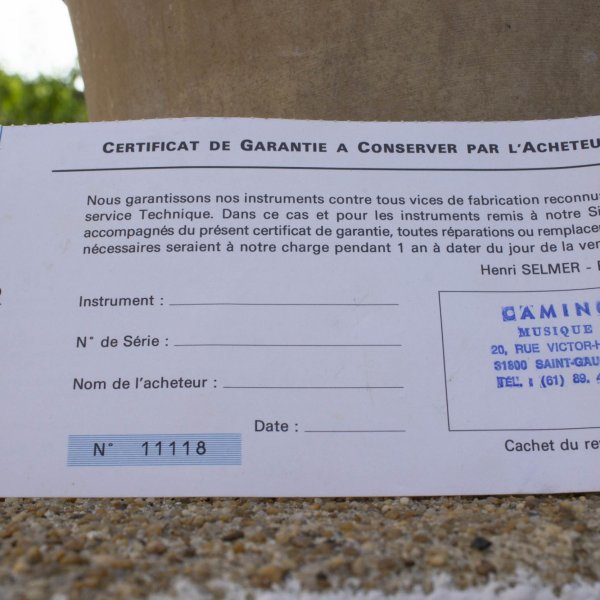 CERTIFICAT DE GARANTIE A CONSERVER PAR L'ACHETEU
Nous garantissons nos instruments contre tous vices de fabrication reconnu
service Technique. Dans ce cas et pour les instruments remis à notre Si
accompagnés du présent certificat de garantie, toutes réparations ou remplace
nécessaires seraient à notre charge pendant 1 an à dater du jour de la ven
Henri SELMER -
Instrument :
N° de Série :
Nom de l'acheteur :
Date :
N° 11118
CAMINO
MUSIQUE
20, RUE VICTOR-H
31800 SAINT-GAU
TÉL. : (61) 89.
Cachet du re